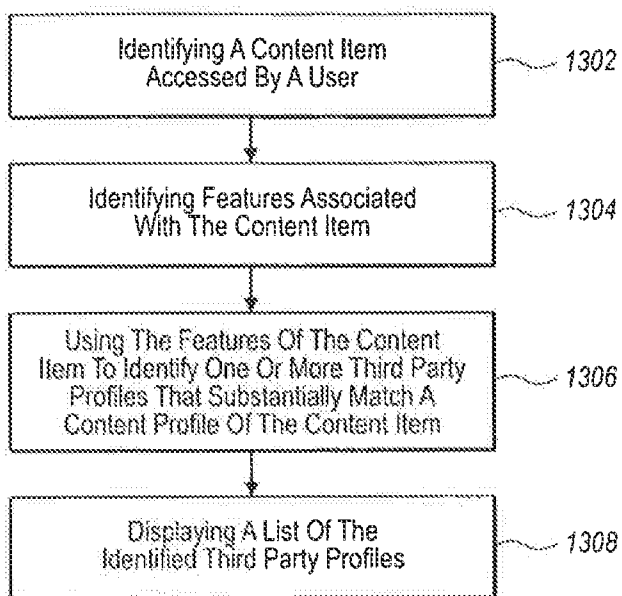 Identifying A Content Item
Accessed By A User
1302
Identifying Features Associated
With The Content Item
1304
Using The Features Of The Content
Item To Identify One Or More Third Party
Profiles That Substantially Match A
Content Profile Of The Content Item
1306
Displaying A List Of The
Identified Third Party Profiles
1308